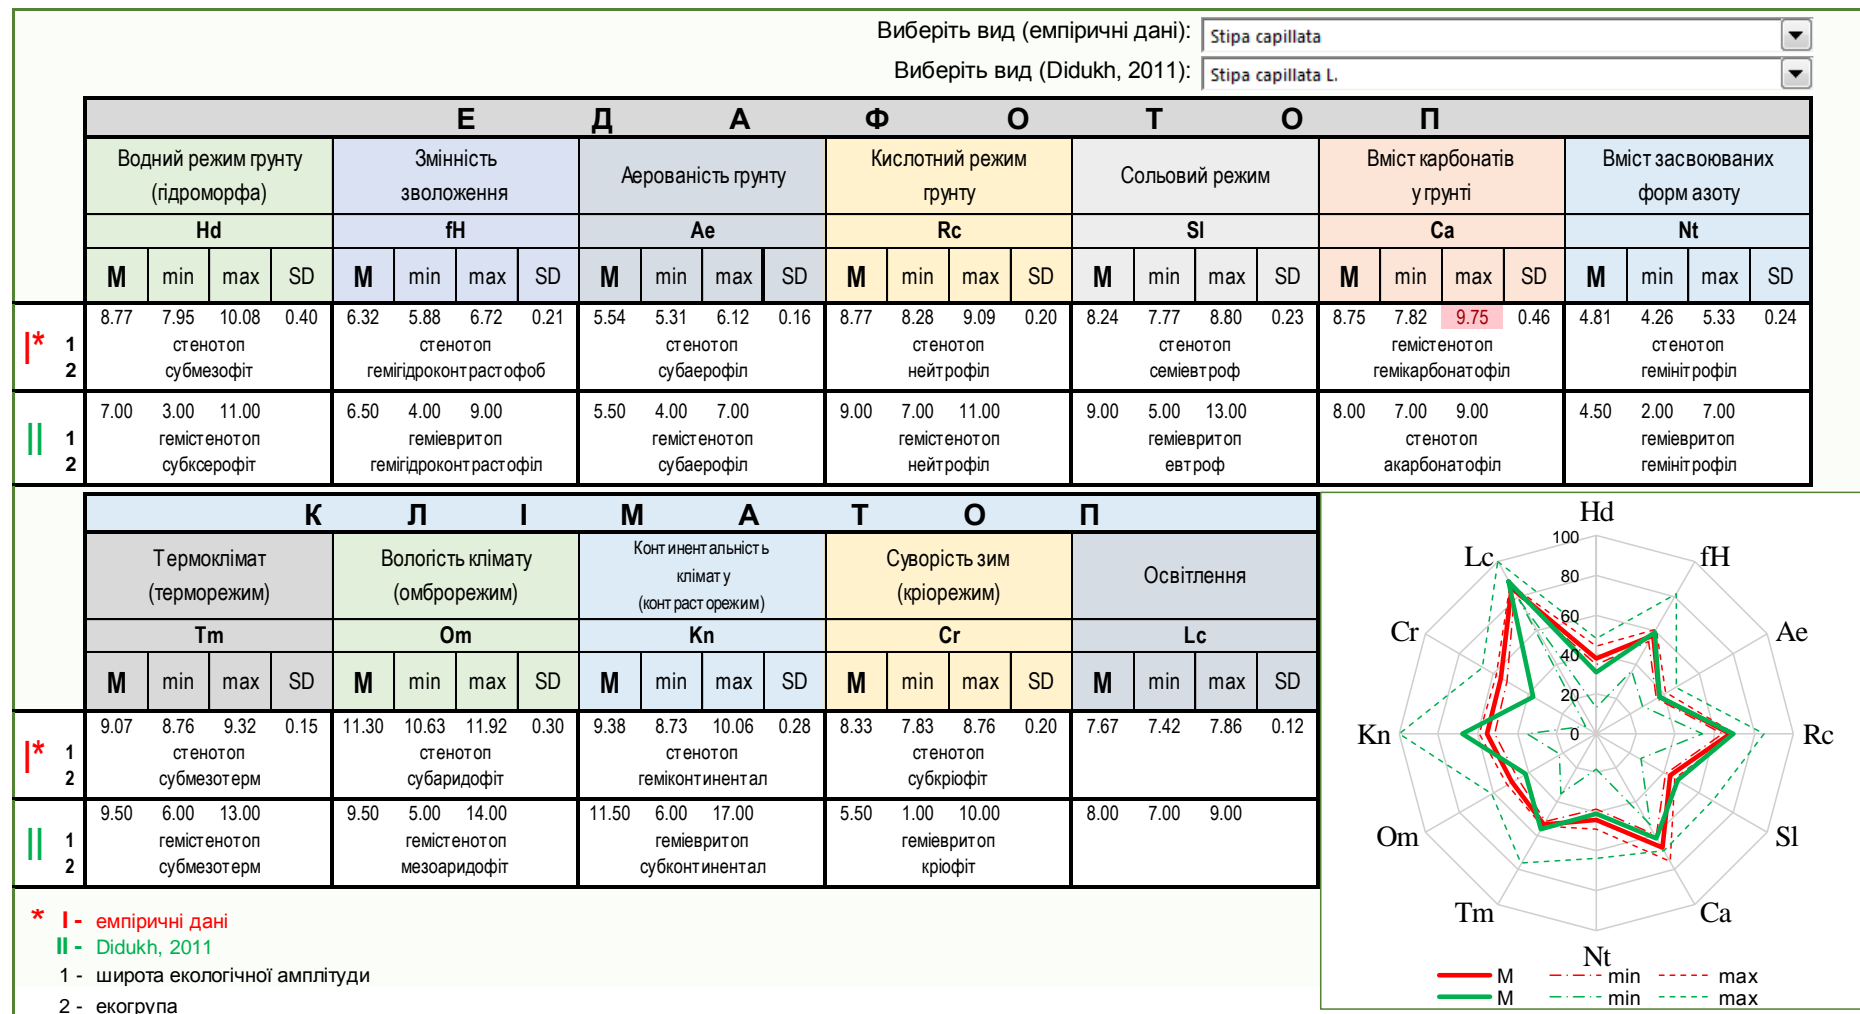 Виберіть вид (емпіричні дані): Stipa capillata
Виберіть вид (Didukh, 2011): Stipa capillata L.
Е Д А Ф О Т О П
Водний режим грунту (гідроморфа) Змінність зволоження Аерованість грунту Кислотний режим грунту Сольовий режим Вміст карбонатів у грунті Вміст засвоюваних форм азоту
Hd fH Ae Rc Sl Ca Nt
M min max SD M min max SD M min max SD M min max SD M min max SD M min max SD M min max SD
8.77 7.95 10.08 0.40 6.32 5.88 6.72 0.21 5.54 5.31 6.12 0.16 8.77 8.28 9.09 0.20 8.24 7.77 8.80 0.23 8.75 7.82 9.75 0.46 4.81 4.26 5.33 0.24
I* 1 стенотоп стенотоп стенотоп стенотоп стенотоп гемістенотоп стенотоп
2 субмезофіт гемігідроконтрастофоб субаерофіл нейтрофіл семіевтроф гемікарбонатофіл гемінітрофіл
7.00 3.00 11.00 6.50 4.00 9.00 5.50 4.00 7.00 9.00 7.00 11.00 9.00 5.00 13.00 8.00 7.00 9.00 4.50 2.00 7.00
II 1 гемістенотоп геміевритоп гемістенотоп гемістенотоп геміевритоп стенотоп геміевритоп
2 субксерофіт гемігідроконтрастофіл субаерофіл нейтрофіл евтроф акарбонатофіл гемінітрофіл
К Л І М А Т О П
Термоклімат (терморежим) Вологість клімату (омброрежим) Континентальність клімату (контрасторежим) Суворість зим (кріорежим) Освітлення
Tm Om Kn Cr Lc
M min max SD M min max SD M min max SD M min max SD M min max SD
9.07 8.76 9.32 0.15 11.30 10.63 11.92 0.30 9.38 8.73 10.06 0.28 8.33 7.83 8.76 0.20 7.67 7.42 7.86 0.12
I* 1 стенотоп стенотоп стенотоп стенотоп
2 субмезотерм субаридофіт геміконтинентал субкріофіт
9.50 6.00 13.00 9.50 5.00 14.00 11.50 6.00 17.00 5.50 1.00 10.00 8.00 7.00 9.00
II 1 гемістенотоп гемістенотоп геміевритоп геміевритоп
2 субмезотерм мезоаридофіт субконтинентал кріофіт
Hd
100
Lc fH
80
60
Cr Ae
40
20
Kn 0 Rc
Om Sl
Tm Ca
Nt
M min max
M min max
* I - емпіричні дані
II - Didukh, 2011
1 - широта екологічної амплітуди
2 - екогрупа